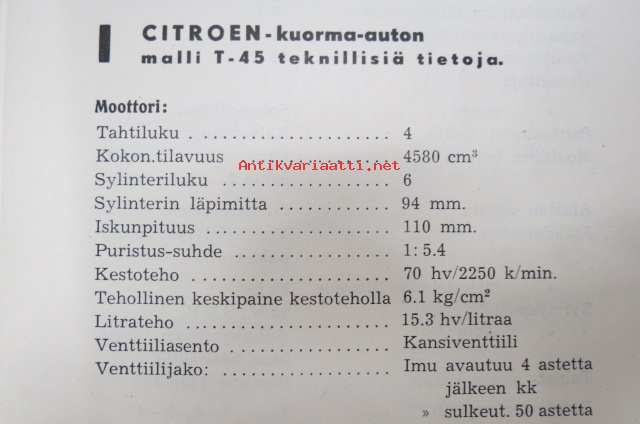 I CITROEN-kuorma-auton
malli T-45 teknillisiä tietoja.
Moottori:
Tahtiluku . . . . . . . . . . . . . . . . . . . . . 4
Kokon.tilavuus . . . . . . . . . . . . . . . . . 4580 cm³
Antikvariaatti.net
Sylinteriluku . . . . . . . . . . . . . . . . . . 6
Sylinterin läpimitta . . . . . . . . . . . . 94 mm.
Iskunpituus . . . . . . . . . . . . . . . . . . . 110 mm.
Puristus-suhde . . . . . . . . . . . . . . . . . . 1:5.4
Kestoteho . . . . . . . . . . . . . . . . . . . . 70 hv/2250 k/min.
Tehollinen keskipaine kestoteholla 6.1 kg/cm²
Litrateho . . . . . . . . . . . . . . . . . . . . . . 15.3 hv/litraa
Venttiiliasento . . . . . . . . . . . . . . . . . Kansiventtiili
Venttiilijako: . . . . . . . . . . . . . . . . . . Imu avautuu 4 astetta
jälkeen kk
» sulkeut. 50 astetta